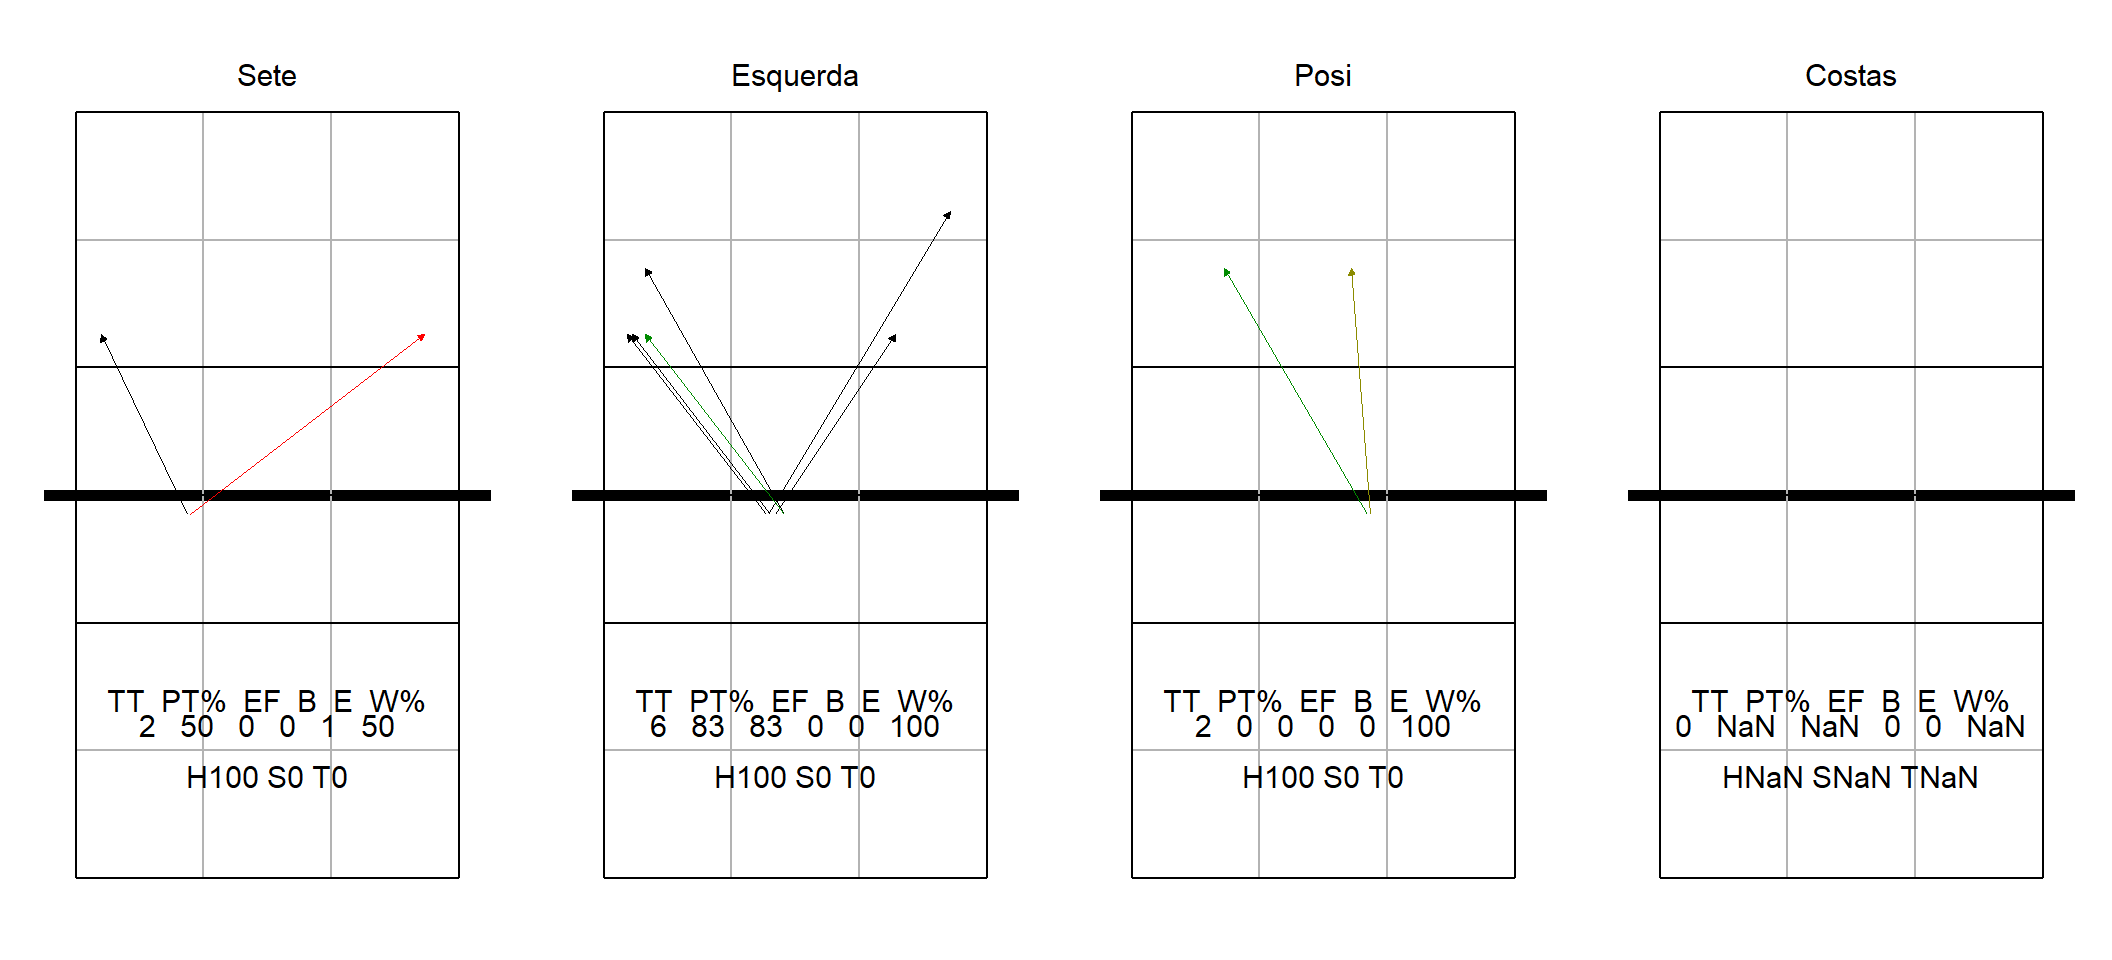 Sete
TT PT% EF B E W%
2 50 0 0 1 50
H100 S0 T0
Esquerda
TT PT% EF B E W%
6 83 83 0 0 100
H100 S0 T0
Posi
TT PT% EF B E W%
2 0 0 0 0 100
H100 S0 T0
Costas
TT PT% EF B E W%
0 NaN NaN 0 0 NaN
HNaN SNaN TNaN